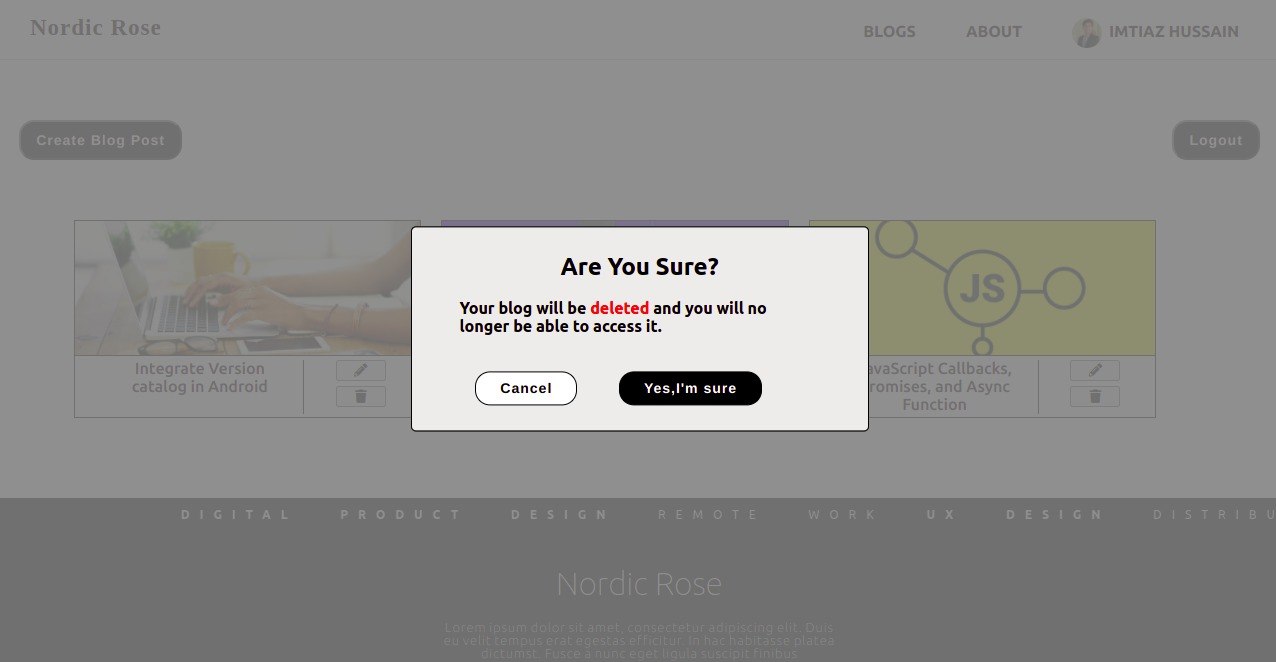 Nordic Rose
BLOGS
ABOUT
IMTIAZ HUSSAIN
Create Blog Post
Logout
Are You Sure?
Your blog will be deleted and you will no
longer be able to access it.
Cancel
Yes,I'm sure
JS
Integrate Version
catalog in Android
avaScript Callbacks,
romises, and Async
Function
DIGITAL PRODUCT DESIGN REMOTE WORK UX DESIGN DISTRIBU
Nordic Rose
Lorem ipsum dolor sit amet, consectetur adipiscing elit. Duis
eu velit tempus erat egestas efficitur. In hac habitasse platea
dictumst. Fusce a nunc eget ligula suscipit finibus.